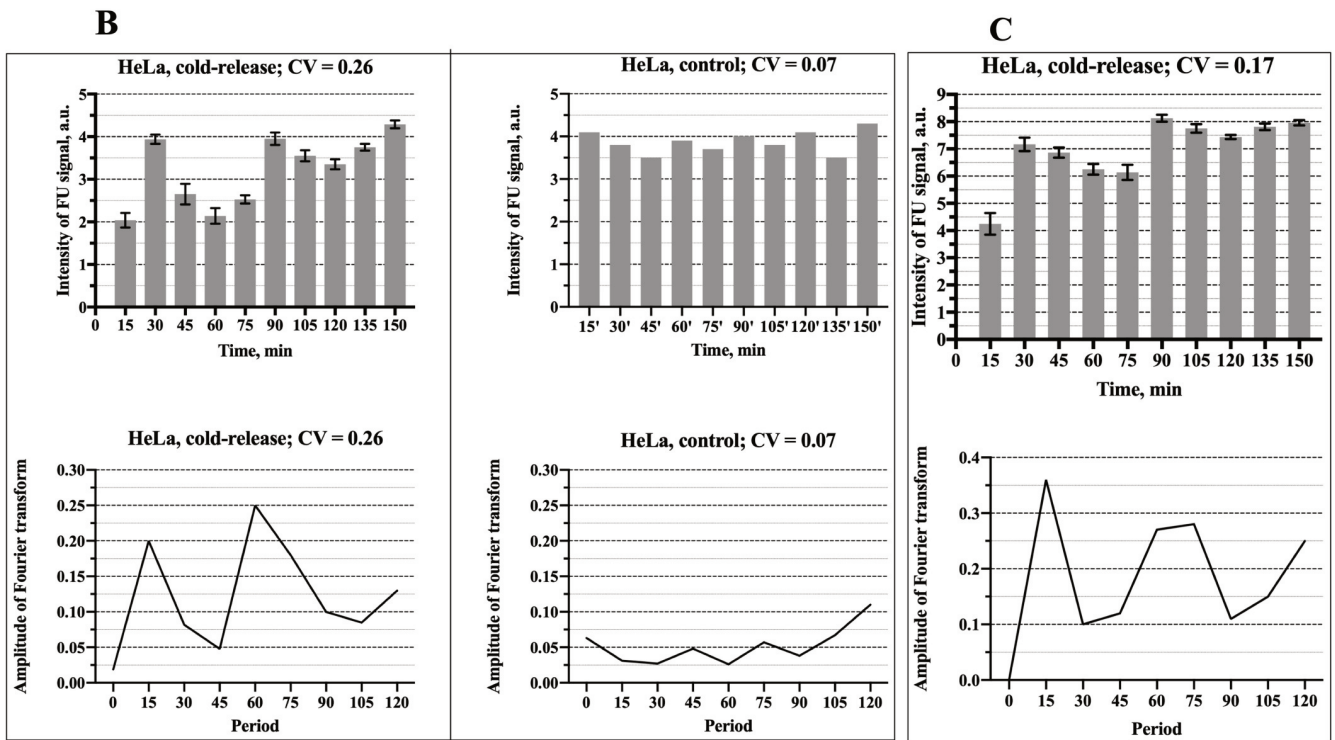 B
HeLa, cold-release; CV = 0.26
Intensity of FU signal, a.u.
5
4
3
2
1
0
0 15 30 45 60 75 90 105 120 135 150
Time, min
HeLa, control; CV = 0.07
Intensity of FU signal, a.u.
5
4
3
2
1
0
15' 30' 45' 60' 75' 90' 105' 120' 135' 150'
Time, min
HeLa, cold-release; CV = 0.26
Amplitude of Fourier transform
0.30
0.25
0.20
0.15
0.10
0.05
0.00
0 15 30 45 60 75 90 105 120
Period
HeLa, control; CV = 0.07
Amplitude of Fourier transform
0.30
0.25
0.20
0.15
0.10
0.05
0.00
0 15 30 45 60 75 90 105 120
Period
C
HeLa, cold-release; CV = 0.17
Intensity of FU signal, a.u.
9
8
7
6
5
4
3
2
1
0
0 15 30 45 60 75 90 105 120 135 150
Time, min
Amplitude of Fourier transform
0.4
0.3
0.2
0.1
0.0
0 15 30 45 60 75 90 105 120
Period